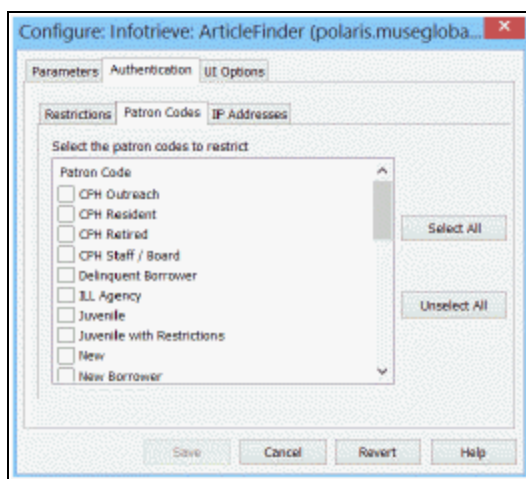 Configure: Infotrieve: ArticleFinder (polaris.musegloba...
Parameters Authentication UI Options
Restrictions Patron Codes IP Addresses
Select the patron codes to restrict
Patron Code
CPH Outreach
CPH Resident
CPH Retired
CPH Staff / Board
Delinquent Borrower
ILL Agency
Juvenile
Juvenile with Restrictions
New
New Borrower
Select All
Unselect All
Save Cancel Revert Help